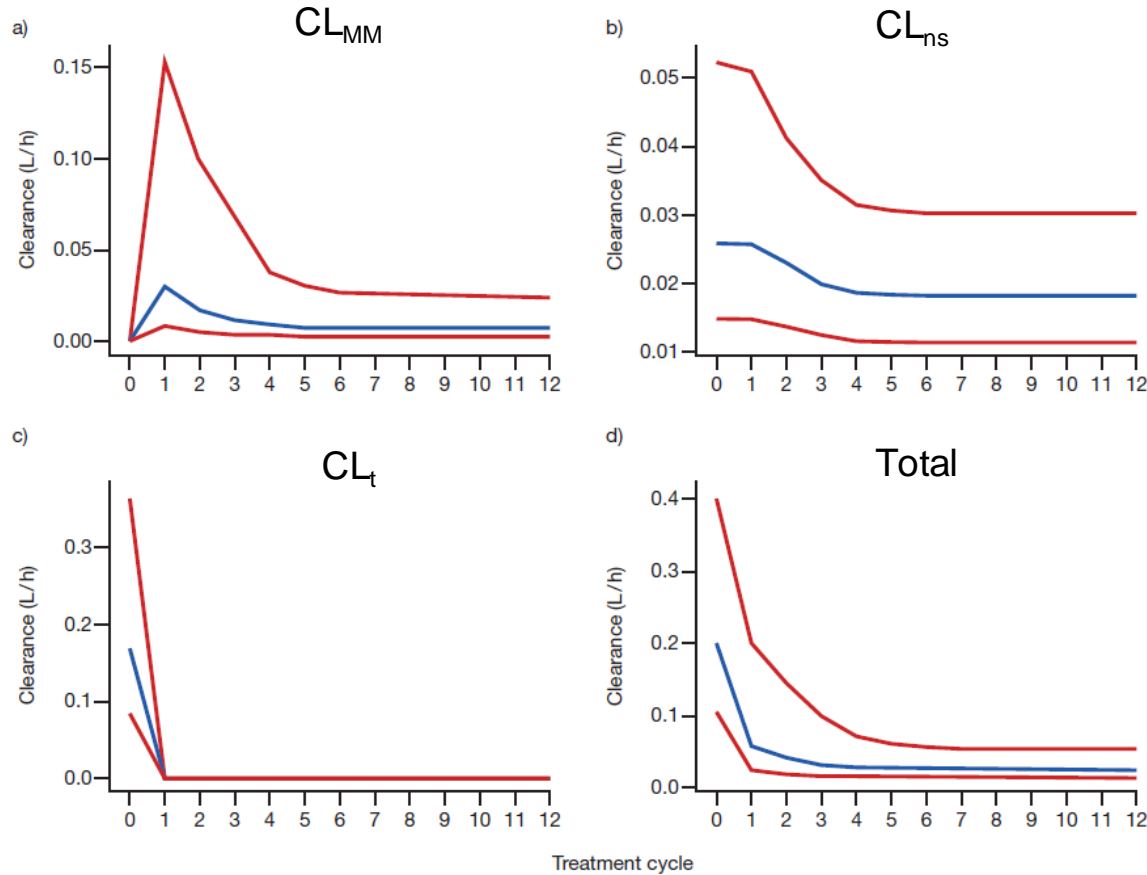 a)
CLMM
Clearance (L/h)
0.15
0.10
0.05
0.00
0 1 2 3 4 5 6 7 8 9 10 11 12
b)
CLns
Clearance (L/h)
0.05
0.04
0.03
0.02
0.01
0 1 2 3 4 5 6 7 8 9 10 11 12
c)
CLt
Clearance (L/h)
0.3
0.2
0.1
0.0
0 1 2 3 4 5 6 7 8 9 10 11 12
d)
Total
Clearance (L/h)
0.4
0.3
0.2
0.1
0.0
0 1 2 3 4 5 6 7 8 9 10 11 12
Treatment cycle